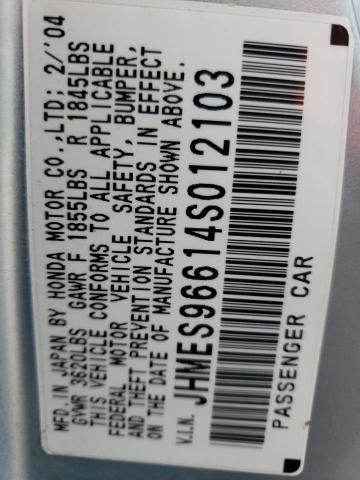 MFD. IN JAPAN BY HONDA MOTOR CO.,LTD; 2/'04
GVWR 3620LBS GAWR F 1855LBS R 1845LBS
THIS VEHICLE CONFORMS TO ALL APPLICABLE
FEDERAL MOTOR VEHICLE SAFETY, BUMPER,
AND THEFT PREVENTION STANDARDS IN EFFECT
ON THE DATE OF MANUFACTURE SHOWN ABOVE.
V.I.N. JHMES96614S012103
PASSENGER CAR